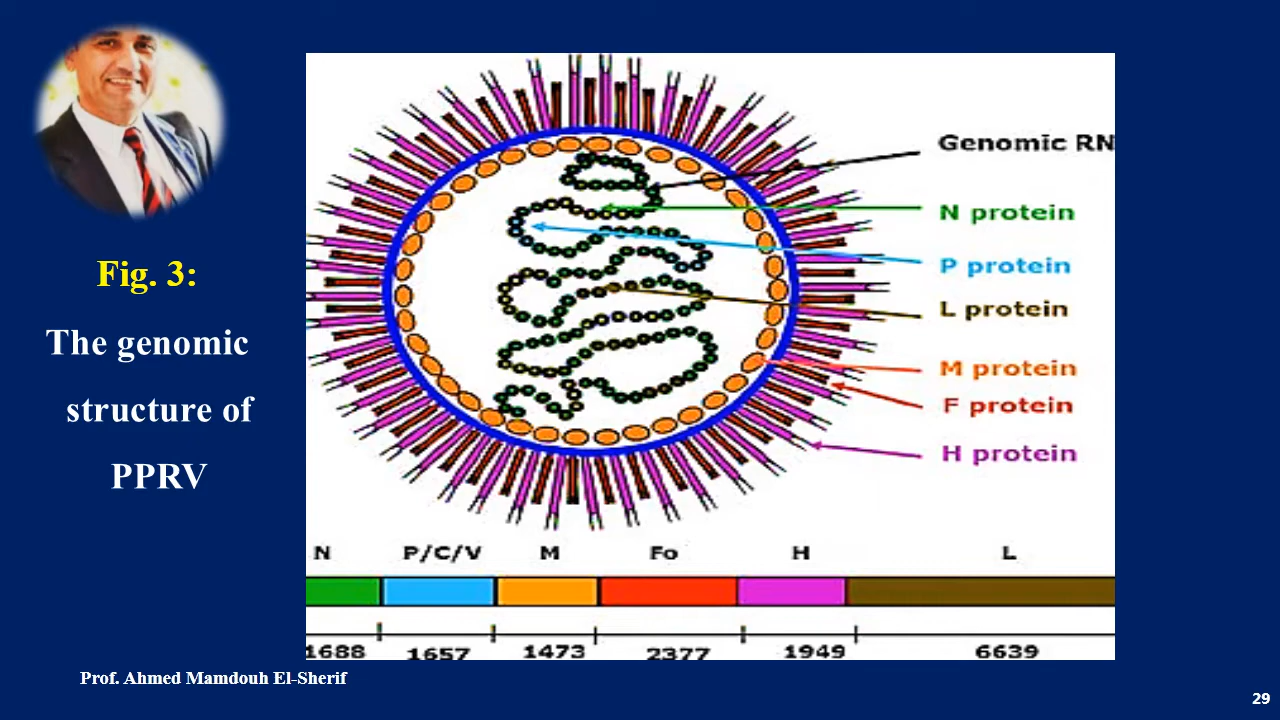 Fig. 3:
The genomic
structure of
PPRV
Genomic RN
N protein
P protein
L protein
M protein
F protein
H protein
N P/C/V M Fo H L
1688 1657 1473 2377 1949 6639
Prof. Ahmed Mamdouh El-Sherif
29